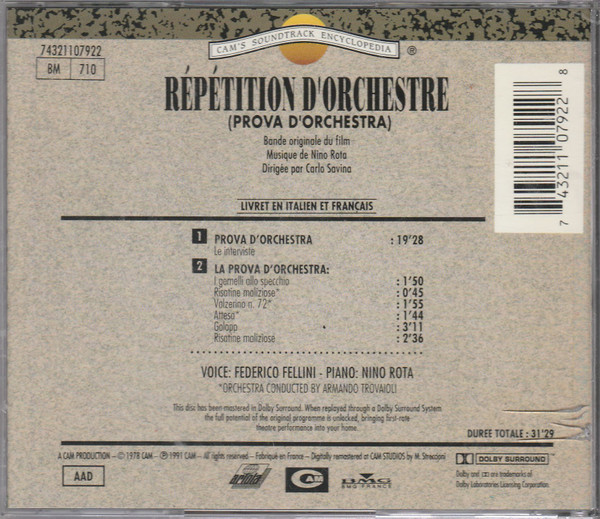 74321107922
BM 710
CAM'S SOUNDTRACK ENCYCLOPEDIA ®
RÉPÉTITION D'ORCHESTRE
(PROVA D'ORCHESTRA)
Bande originale du film
Musique de Nino Rota
Dirigée par Carlo Savina
7 43211 07922 8
LIVRET EN ITALIEN ET FRANÇAIS
1 PROVA D'ORCHESTRA : 19'28
Le interviste
2 LA PROVA D'ORCHESTRA:
I gemelli allo specchio : 1'50
Risatine maliziose* : 0'45
Valzerino n. 72* : 1'55
Attesa* : 1'44
Galopp : 3'11
Risatine maliziose : 2'36
VOICE: FEDERICO FELLINI - PIANO: NINO ROTA
*ORCHESTRA CONDUCTED BY ARMANDO TROVAIOLI
This disc has been mastered in Dolby Surround. When replayed through a Dolby Surround System
the full potential of the original programme is unlocked, bringing first-rate
theatre performance into your home.
DUREE TOTALE : 31'29
A CAM PRODUCTION - © 1978 CAM - ℗ 1991 CAM - All rights reserved - Fabriqué en France - Digitally remastered at CAM STUDIOS by M. Streccioni
DOLBY SURROUND
AAD
ariola
CAM
BMG
BMG FRANCE
Dolby and are trademarks of
Dolby Laboratories Licensing Corporation.